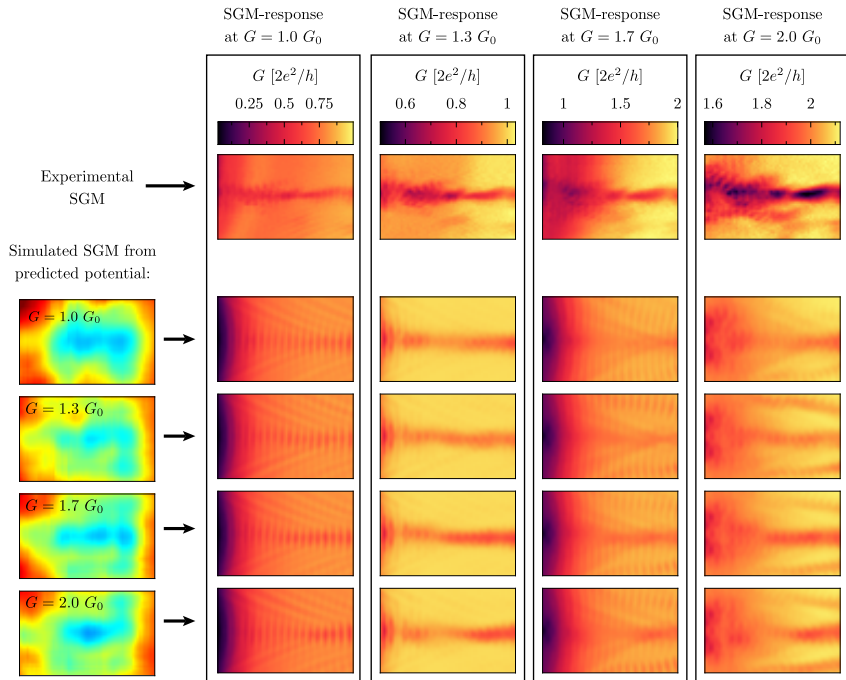 SGM-response
at G = 1.0 G₀
SGM-response
at G = 1.3 G₀
SGM-response
at G = 1.7 G₀
SGM-response
at G = 2.0 G₀
G [2e²/h]
G [2e²/h]
G [2e²/h]
G [2e²/h]
0.25 0.5 0.75
0.6 0.8 1
1 1.5 2
1.6 1.8 2
Experimental
SGM
Simulated SGM from
predicted potential:
G = 1.0 G₀
G = 1.3 G₀
G = 1.7 G₀
G = 2.0 G₀